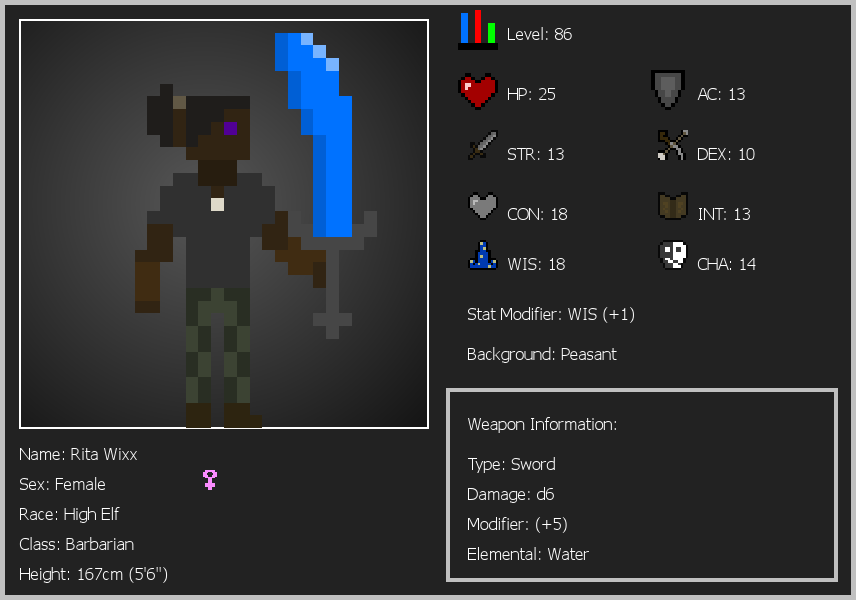 Level: 86
HP: 25
AC: 13
STR: 13
DEX: 10
CON: 18
INT: 13
WIS: 18
CHA: 14
Stat Modifier: WIS (+1)
Background: Peasant
Weapon Information:
Type: Sword
Damage: d6
Modifier: (+5)
Elemental: Water
Name: Rita Wixx
Sex: Female
Race: High Elf
Class: Barbarian
Height: 167cm (5'6")